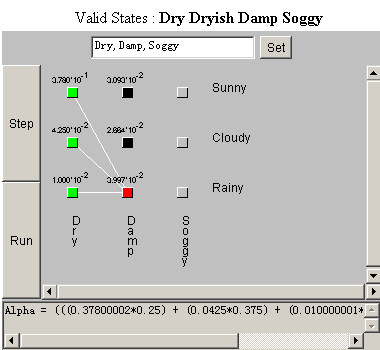 Valid States : Dry Dryish Damp Soggy
Dry, Damp, Soggy Set
3.780*10^-1 3.093*10^-2 Sunny
Step
4.250*10^-2 2.664*10^-2 Cloudy
1.000*10^-2 3.997*10^-2 Rainy
Run
Dry Damp Soggy
Alpha = (((0.37800002*0.25) + (0.0425*0.375) + (0.010000001*